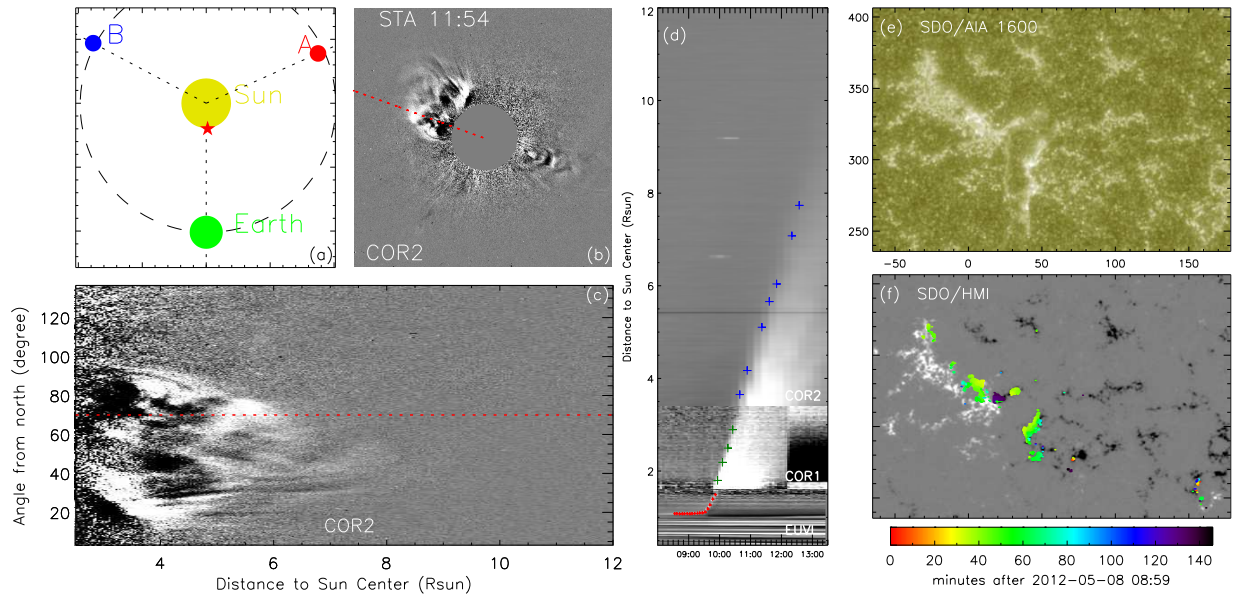 B
A
Sun
Earth
(a)
STA 11:54
COR2
(b)
(c)
120
100
80
60
40
20
Angle from north (degree)
COR2
4
6
8
10
12
Distance to Sun Center (Rsun)
(d)
12
10
8
6
4
2
Distance to Sun Center (Rsun)
COR2
COR1
EUVI
09:00 10:00 11:00 12:00 13:00
(e) SDO/AIA 1600
400
350
300
250
-50 0 50 100 150
(f) SDO/HMI
0 20 40 60 80 100 120 140
minutes after 2012-05-08 08:59